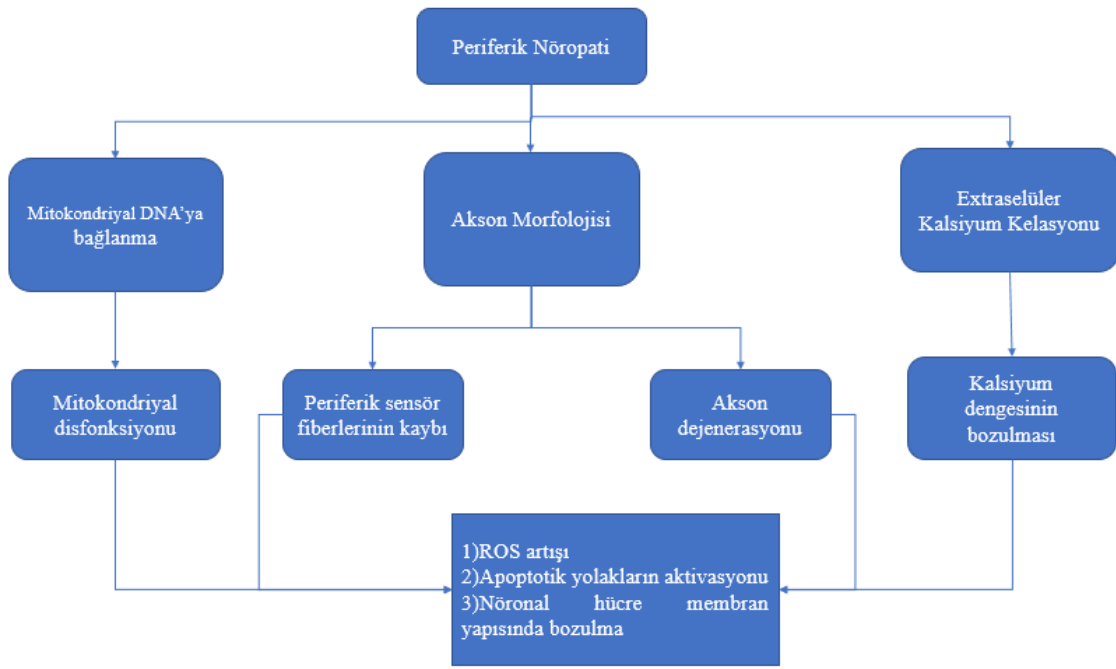 Periferik Nöropati
Mitokondriyal DNA’ya
bağlanma
Akson Morfolojisi
Extraselüler
Kalsiyum Kelasyonu
Mitokondriyal
disfonksiyonu
Periferik sensör
fiberlerinin kaybı
Akson
dejenerasyonu
Kalsiyum
dengesinin
bozulması
1)ROS artışı
2)Apoptotik yolakların aktivasyonu
3)Nöronal hücre membran
yapısında bozulma